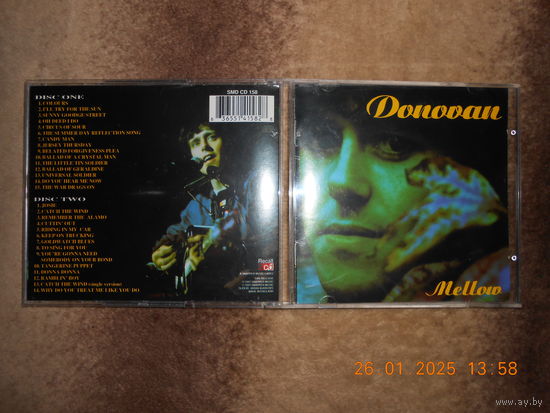 DISC ONE
1. COLOURS
2. I'LL TRY FOR THE SUN
3. SUNNY GOODGE STREET
4. OH DEED I DO
5. CIRCUS OF SOUR
6. THE SUMMER DAY REFLECTION SONG
7. CANDY MAN
8. JERSEY THURSDAY
9. BELATED FORGIVENESS PLEA
10. BALLAD OF A CRYSTAL MAN
11. THE LITTLE TIN SOLDIER
12. BALLAD OF GERALDINE
13. UNIVERSAL SOLDIER
14. DO YOU HEAR ME NOW
15. THE WAR DRAGS ON
DISC TWO
1. JOSIE
2. CATCH THE WIND
3. REMEMBER THE ALAMO
4. CUTTIN' OUT
5. RIDING IN MY CAR
6. KEEP ON TRUCKING
7. GOLDWATCH BLUES
8. TO SING FOR YOU
9. YOU'RE GONNA NEED
SOMEBODY ON YOUR BOND
10. TANGERINE PUPPET
11. DONNA DONNA
12. RAMBLIN' BOY
13. CATCH THE WIND (single version)
14. WHY DO YOU TREAT ME LIKE YOU DO
SMD CD 158
Recall
Donovan
Mellow
26.01.2025 13:58
www.ay.by